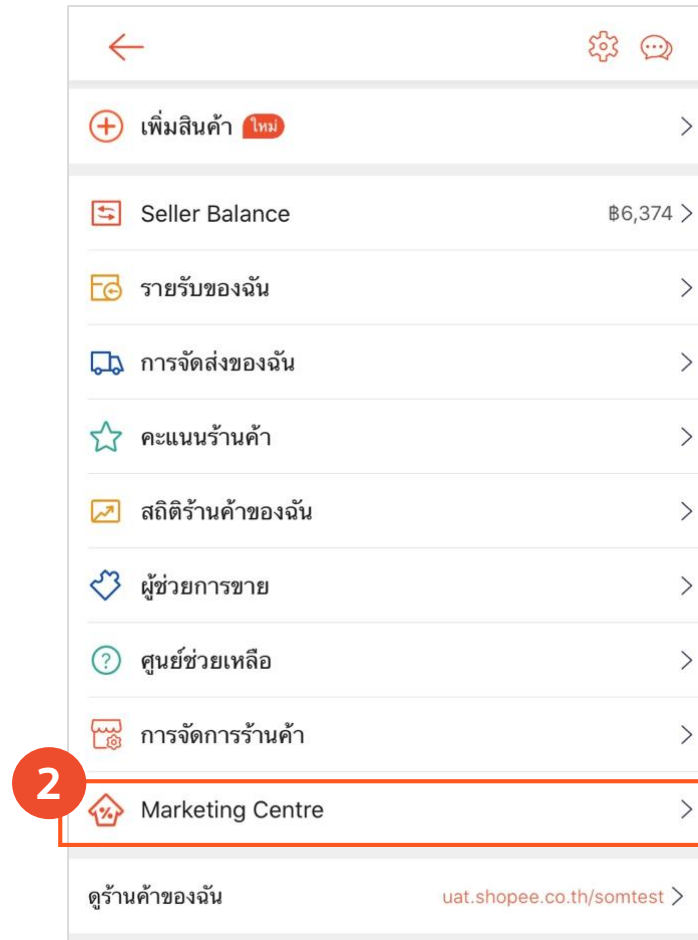 เพิ่มสินค้า ใหม่
Seller Balance ฿6,374
รายรับของฉัน
การจัดส่งของฉัน
คะแนนร้านค้า
สถิติร้านค้าของฉัน
ผู้ช่วยการขาย
ศูนย์ช่วยเหลือ
การจัดการร้านค้า
2
Marketing Centre
ดูร้านค้าของฉัน uat.shopee.co.th/somtest